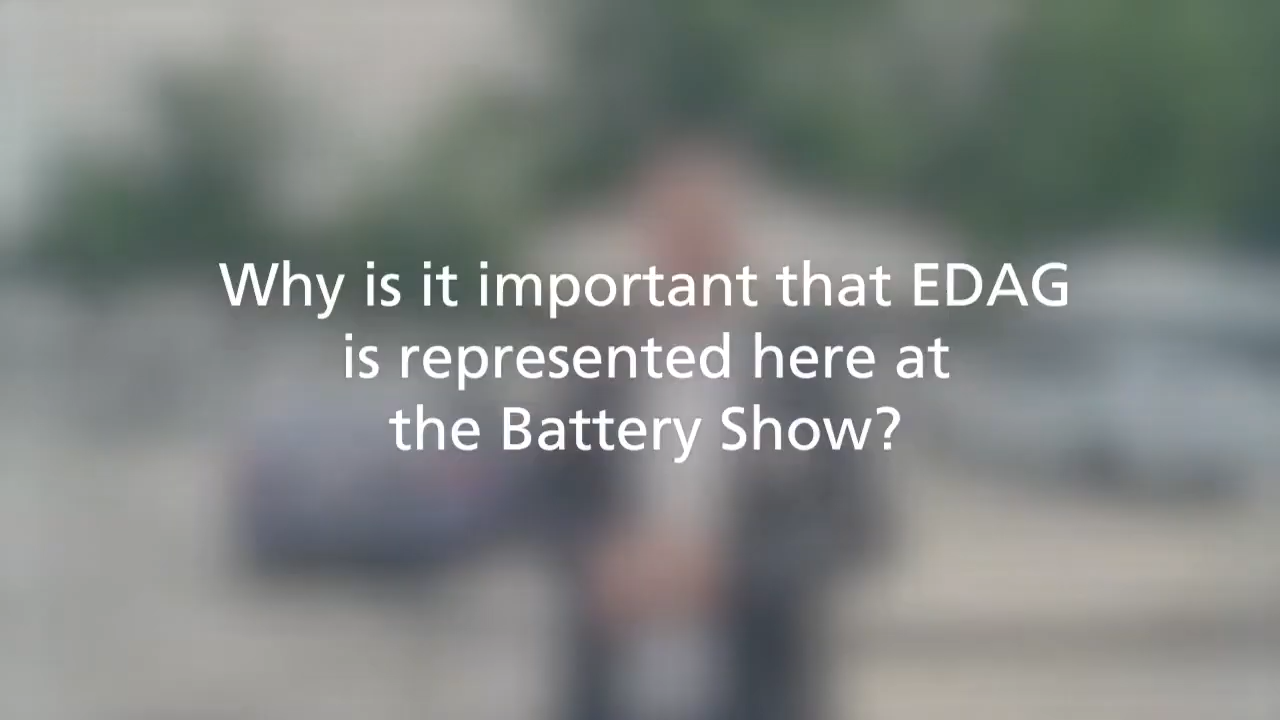 Why is it important that EDAG
is represented here at
the Battery Show?